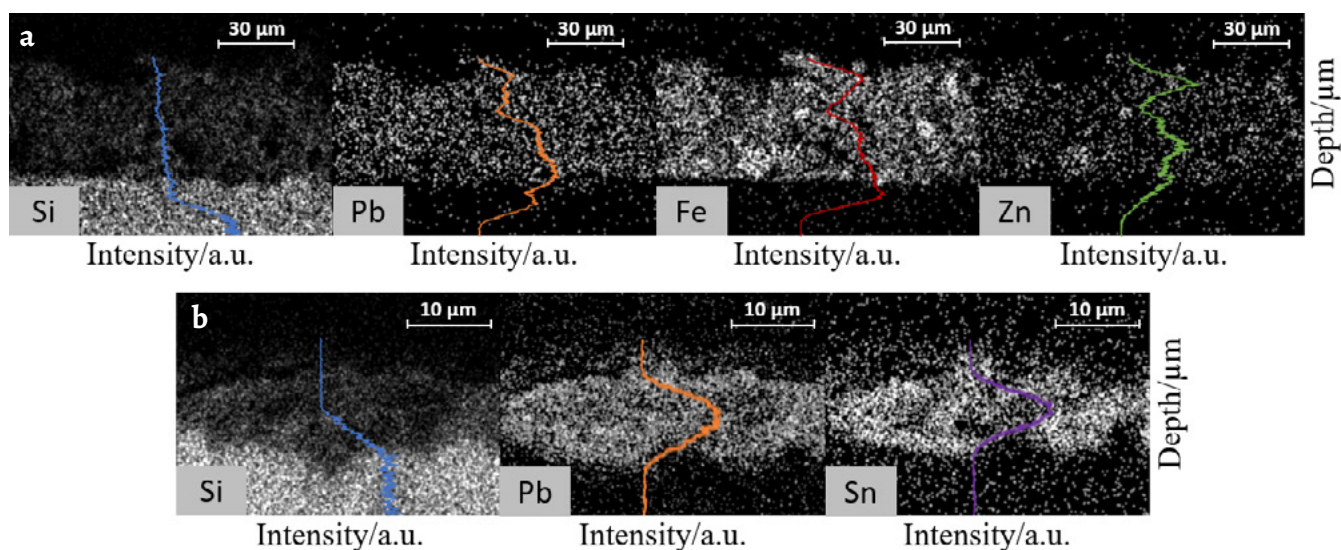 a
30 μm 30 μm 30 μm 30 μm
Si Pb Fe Zn
Depth/μm
Intensity/a.u. Intensity/a.u. Intensity/a.u. Intensity/a.u.
b
10 μm 10 μm 10 μm
Si Pb Sn
Depth/μm
Intensity/a.u. Intensity/a.u. Intensity/a.u.